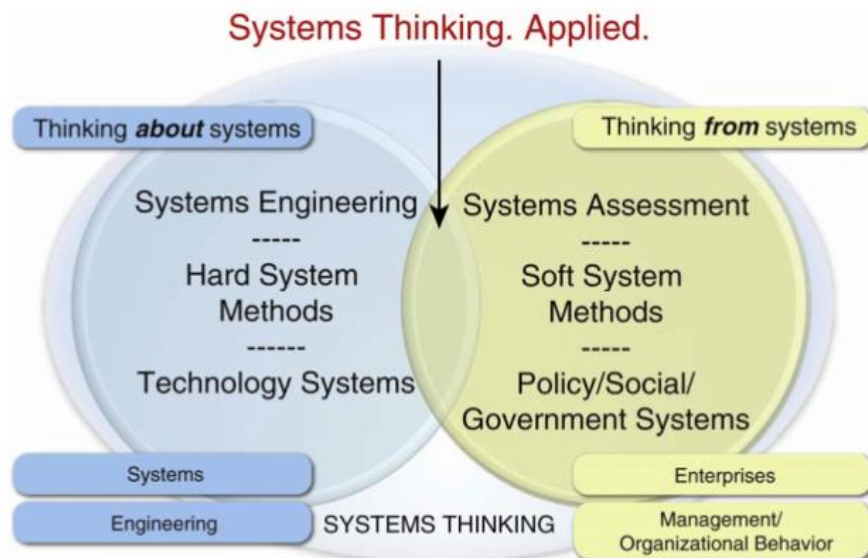 Systems Thinking. Applied.
Thinking about systems
Thinking from systems
Systems Engineering
-----
Hard System
Methods
------
Technology Systems
Systems Assessment
-----
Soft System
Methods
-----
Policy/Social/
Government Systems
Systems
Engineering
SYSTEMS THINKING
Enterprises
Management/
Organizational Behavior